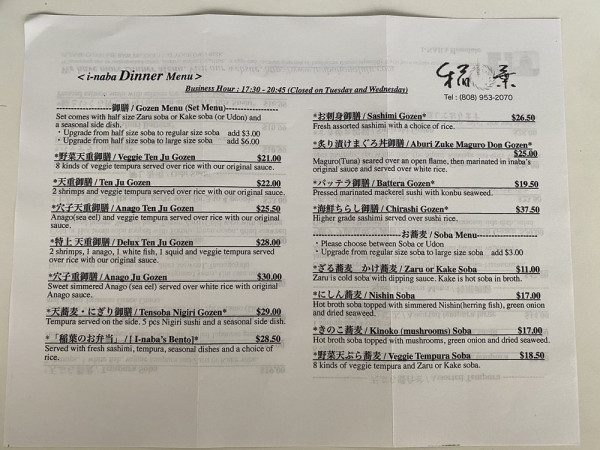 < i-naba Dinner Menu >
Business Hour : 17:30 - 20:45 (Closed on Tuesday and Wednesday)
Tel : (808) 953-2070
--------------------御膳 / Gozen Menu (Set Menu)-------------------
Set comes with half size Zaru soba or Kake soba (or Udon) and
a seasonal side dish.
・Upgrade from half size soba to regular size soba add $3.00
・Upgrade from half size soba to large size soba add $6.00
*野菜天重御膳 / Veggie Ten Ju Gozen $21.00
8 kinds of veggie tempura served over rice with our original sauce.
*天重御膳 / Ten Ju Gozen $22.00
2 shrimps and veggie tempura served over rice with our original sauce.
*穴子天重御膳 / Anago Ten Ju Gozen $25.50
Anago(sea eel) and veggie tempura served over rice with our original
sauce.
*特上 天重御膳 / Delux Ten Ju Gozen $28.00
2 shrimps, 1 anago, 1 white fish, 1 squid and veggie tempura served
over rice with our original sauce.
*穴子重御膳 / Anago Ju Gozen $30.00
Sweet simmered Anago (sea eel) served over white rice with original
Anago sauce.
*天蕎麦・にぎり御膳 / Tensoba Nigiri Gozen* $29.00
Tempura served on the side. 5 pcs Nigiri sushi and a seasonal side dish.
*「稲葉のお弁当」 / [ I-naba's Bento]* $28.50
Served with fresh sashimi, tempura, seasonal dishes and a choice of
rice.
*お刺身御膳 / Sashimi Gozen* $26.50
Fresh assorted sashimi with a choice of rice.
*炙り漬けまぐろ丼御膳 / Aburi Zuke Maguro Don Gozen*
$25.00
Maguro(Tuna) seared over an open flame, then marinated in inaba's
original sauce and served with white rice.
*バッテラ御膳 / Battera Gozen* $19.50
Pressed marinated mackerel sushi with konbu seaweed.
*海鮮ちらし御膳 / Chirashi Gozen* $37.50
Higher grade sashimi served over sushi rice.
--------------------お蕎麦 / Soba Menu--------------------
・Please choose between Soba or Udon
・Upgrade from regular size soba to large size soba add $3.00
*ざる蕎麦 かけ蕎麦 / Zaru or Kake Soba $11.00
Zaru is cold soba with dipping sauce. Kake is hot soba in broth.
*にしん蕎麦 / Nishin Soba $17.00
Hot broth soba topped with simmered Nishin(herring fish), green onion
and dried seaweed.
*きのこ蕎麦 / Kinoko (mushrooms) Soba $17.00
Hot broth soba topped with mushrooms, green onion and dried seaweed.
*野菜天ぷら蕎麦 / Veggie Tempura Soba $18.50
8 kinds of veggie tempura and Zaru or Kake soba.